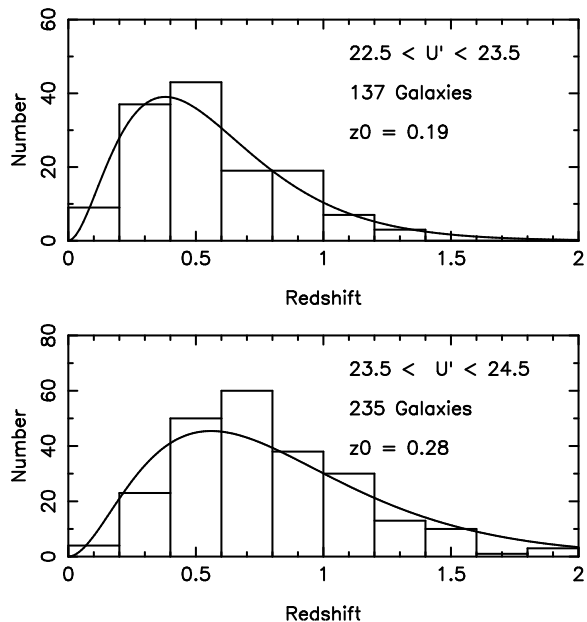 60
22.5 < U' < 23.5
137 Galaxies
z0 = 0.19
40
Number
20
0
0 0.5 1 1.5 2
Redshift
80
23.5 < U' < 24.5
60
235 Galaxies
z0 = 0.28
40
Number
20
0
0 0.5 1 1.5 2
Redshift